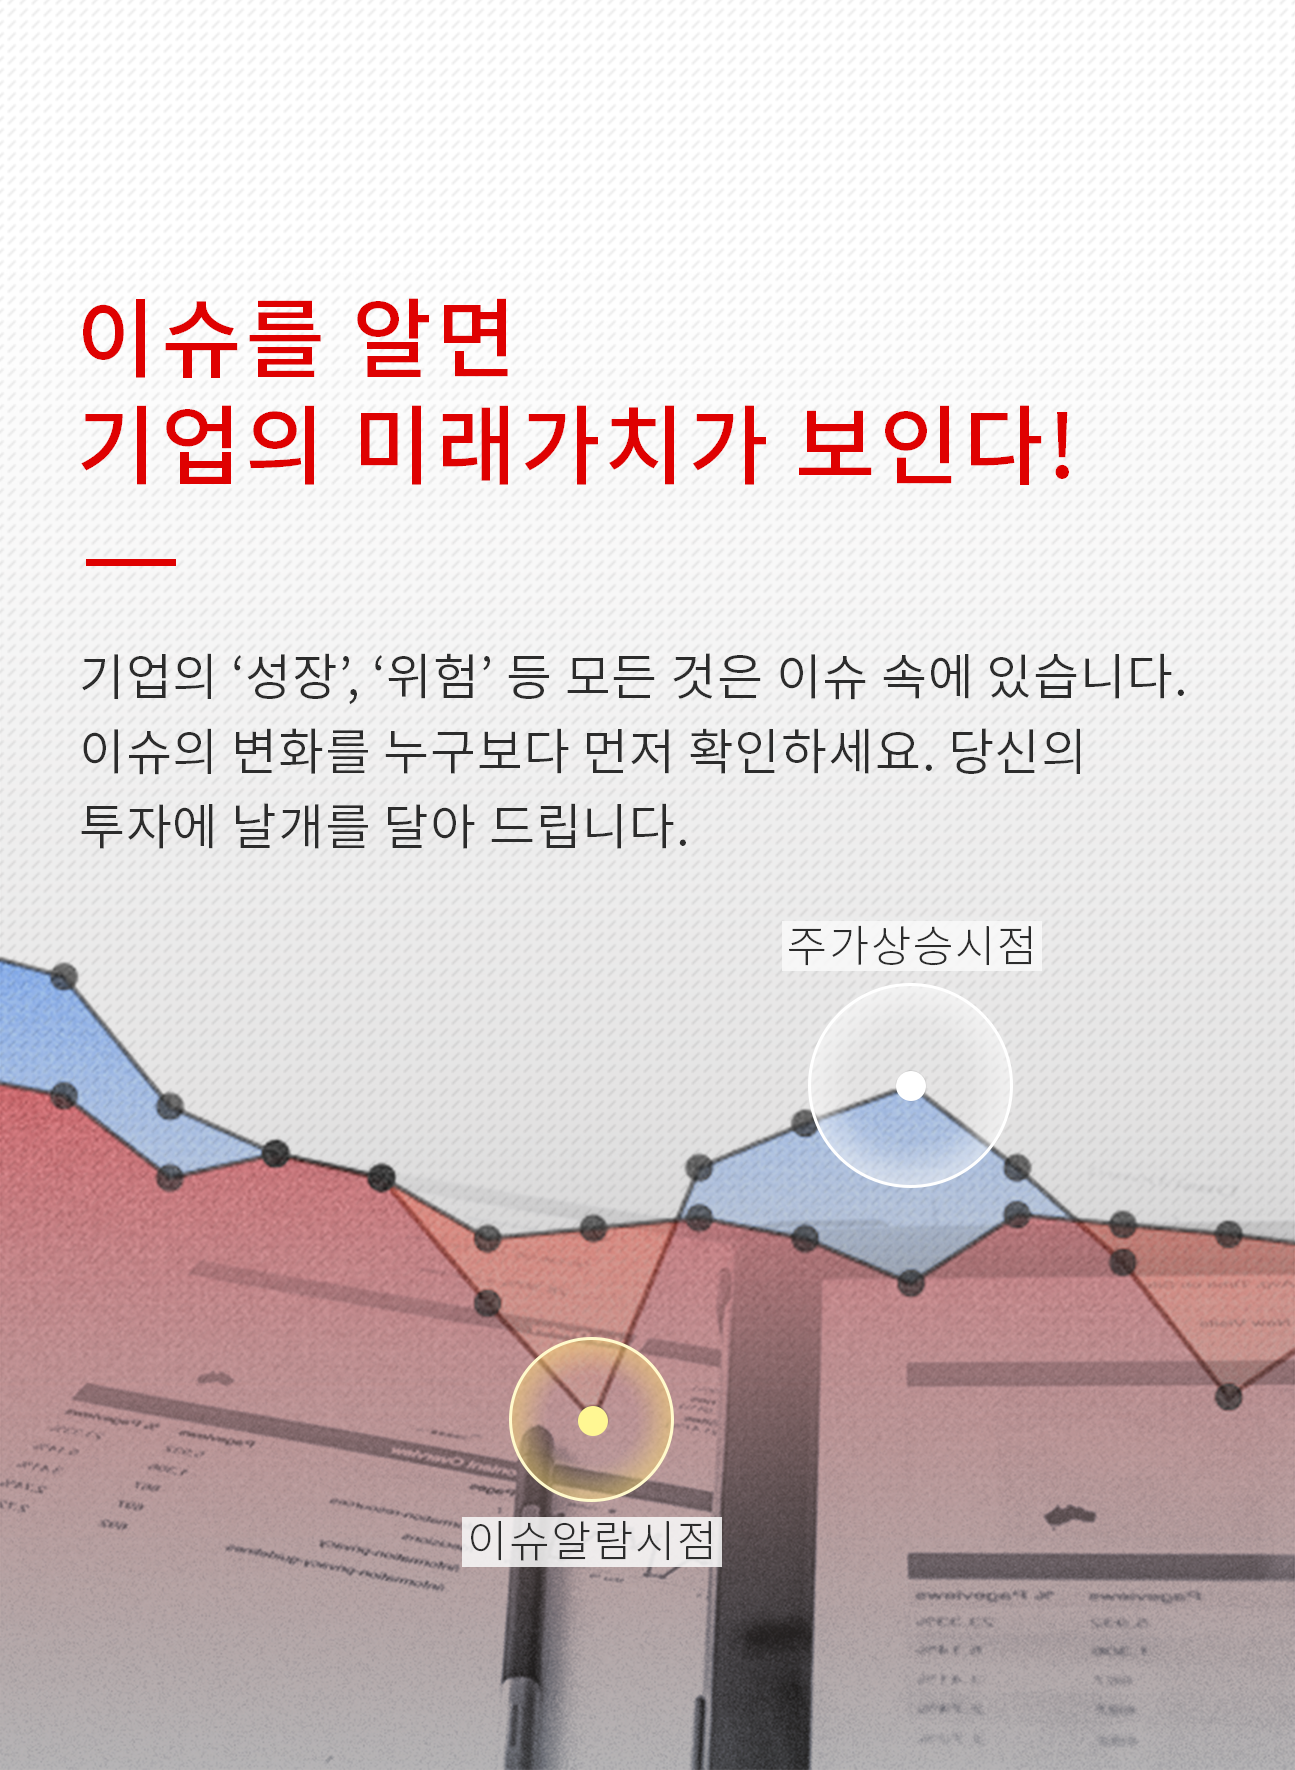 이슈를 알면
기업의 미래가치가 보인다!
기업의 ‘성장’, ‘위험’ 등 모든 것은 이슈 속에 있습니다.
이슈의 변화를 누구보다 먼저 확인하세요. 당신의
투자에 날개를 달아 드립니다.
주가상승시점
이슈알람시점